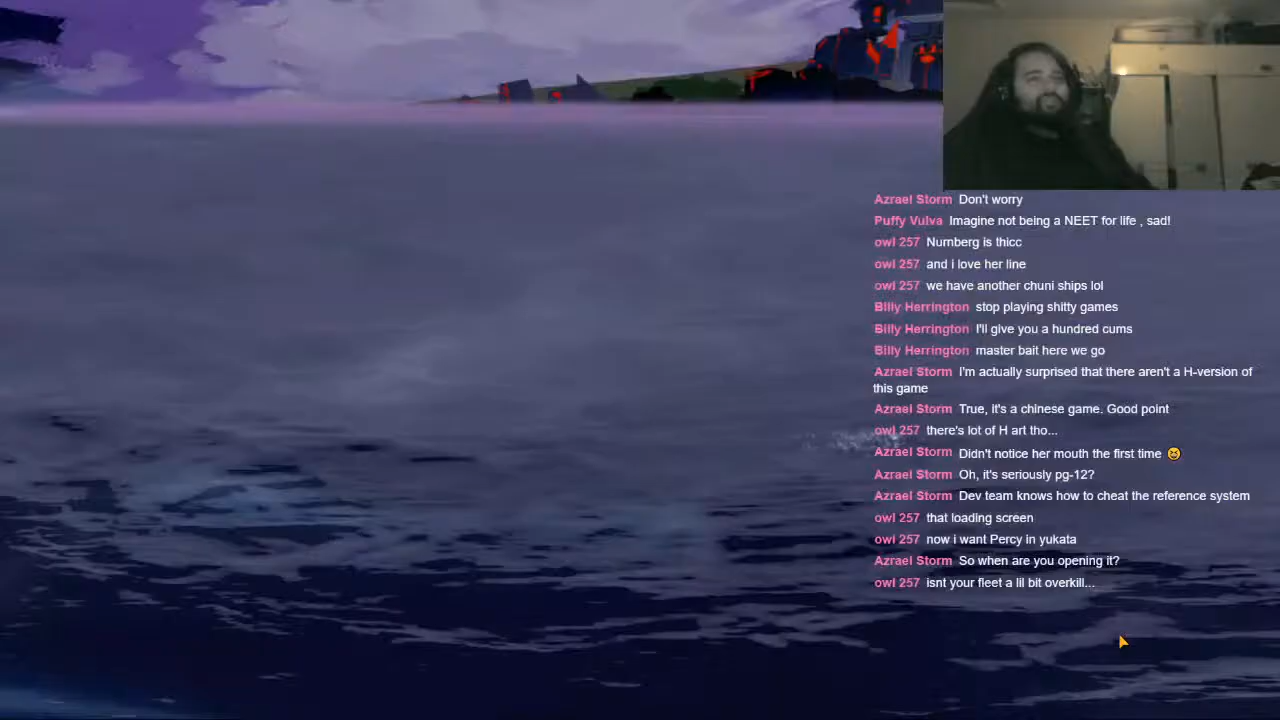 Azrael Storm Don't worry
Puffy Vulva Imagine not being a NEET for life , sad!
owl 257 Nurnberg is thicc
owl 257 and i love her line
owl 257 we have another chuni ships lol
Billy Herrington stop playing shitty games
Billy Herrington I'll give you a hundred cums
Billy Herrington master bait here we go
Azrael Storm I'm actually surprised that there aren't a H-version of
this game
Azrael Storm True, it's a chinese game. Good point
owl 257 there's lot of H art tho...
Azrael Storm Didn't notice her mouth the first time 😆
Azrael Storm Oh, it's seriously pg-12?
Azrael Storm Dev team knows how to cheat the reference system
owl 257 that loading screen
owl 257 now i want Percy in yukata
Azrael Storm So when are you opening it?
owl 257 isnt your fleet a lil bit overkill...